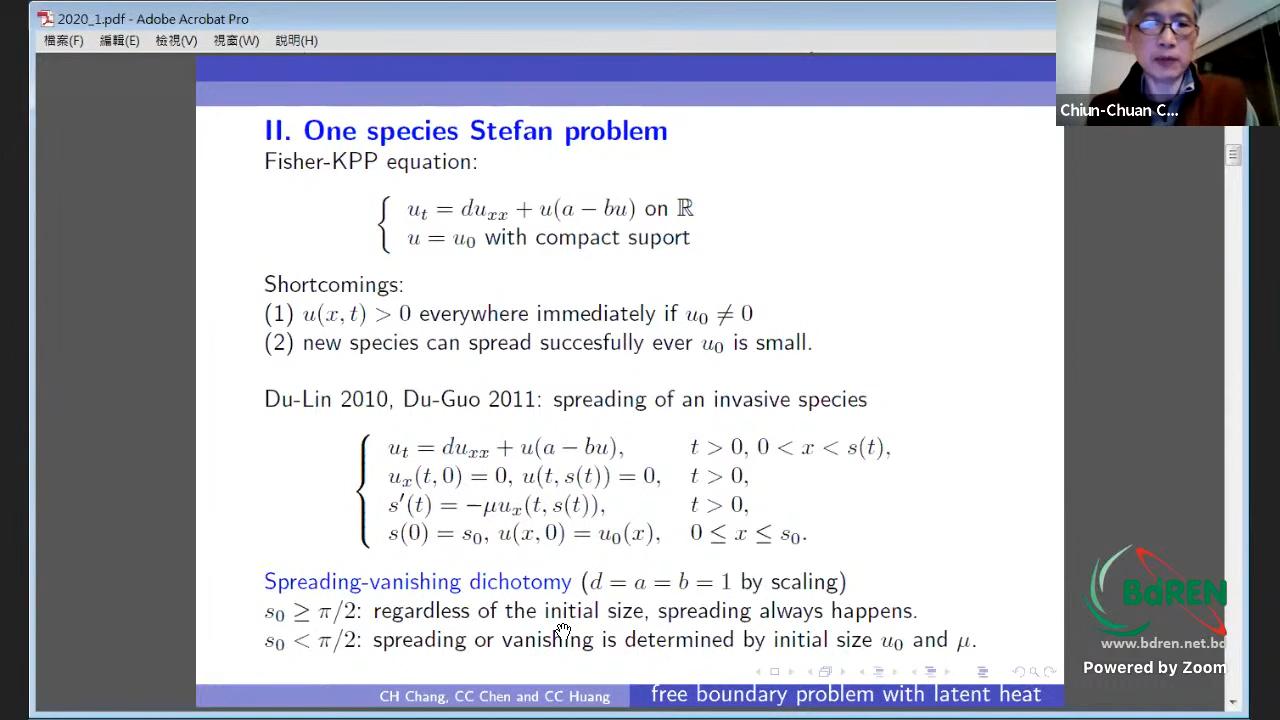 2020_1.pdf - Adobe Acrobat Pro
檔案(F) 編輯(E) 檢視(V) 視窗(W) 說明(H)
Chiun-Chuan C...
II. One species Stefan problem
Fisher-KPP equation:
{ u_t = du_{xx} + u(a − bu) on ℝ
u = u_0 with compact suport
Shortcomings:
(1) u(x, t) > 0 everywhere immediately if u_0 ≠ 0
(2) new species can spread succesfully ever u_0 is small.
Du-Lin 2010, Du-Guo 2011: spreading of an invasive species
{ u_t = du_{xx} + u(a − bu), t > 0, 0 < x < s(t),
u_x(t, 0) = 0, u(t, s(t)) = 0, t > 0,
s′(t) = −μu_x(t, s(t)), t > 0,
s(0) = s_0, u(x, 0) = u_0(x), 0 ≤ x ≤ s_0.
Spreading-vanishing dichotomy (d = a = b = 1 by scaling)
s_0 ≥ π/2: regardless of the initial size, spreading always happens.
s_0 < π/2: spreading or vanishing is determined by initial size u_0 and μ.
CH Chang, CC Chen and CC Huang free boundary problem with latent heat
BdREN
www.bdren.net.bd
Powered by Zoom